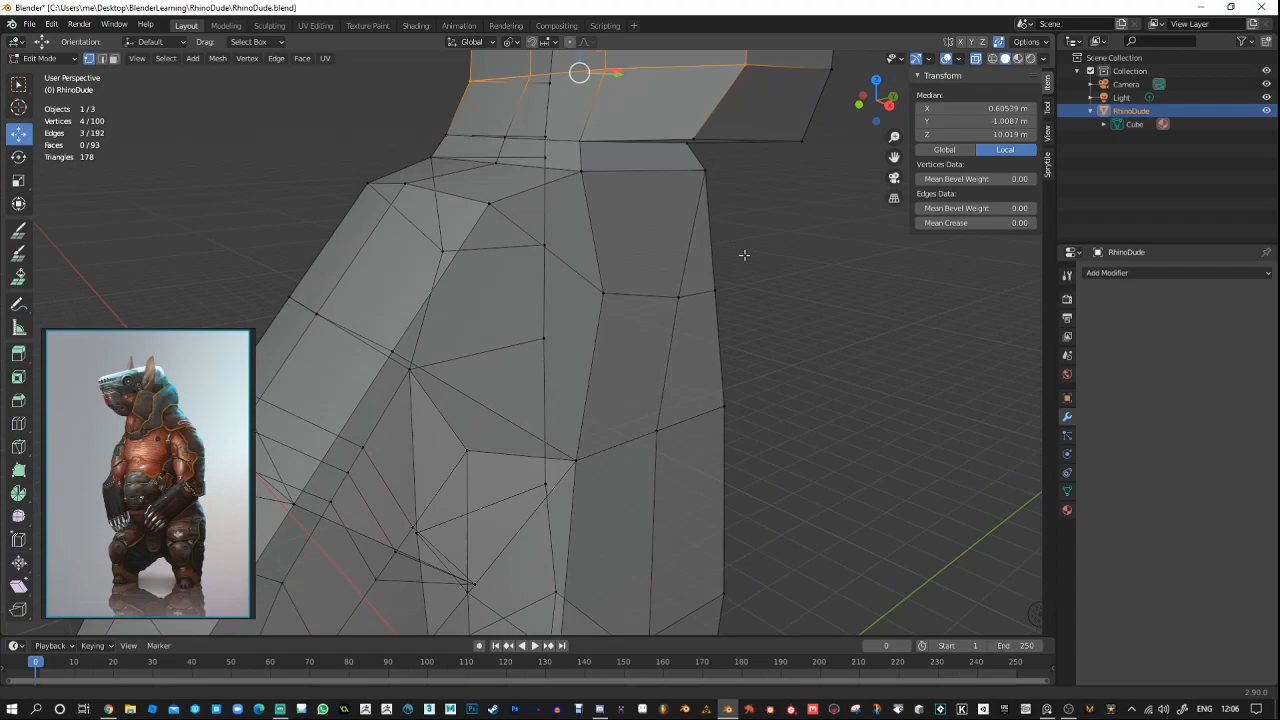 Blender* [C:\Users\me\Desktop\BlenderLearning\RhinoDude\RhinoDude.blend]
File Edit Render Window Help Layout Modeling Sculpting UV Editing Texture Paint Shading Animation Rendering Compositing Scripting + Scene View Layer
Orientation: Default Drag: Select Box Global X Y Z Options
Edit Mode View Select Add Mesh Vertex Edge Face UV
User Perspective
(0) RhinoDude
Objects 1/3
Vertices 4/100
Edges 3/192
Faces 0/93
Triangles 178
Transform
Median:
X 0.60539 m
Y -1.0087 m
Z 10.019 m
Global Local
Vertices Data:
Mean Bevel Weight 0.00
Edges Data:
Mean Bevel Weight 0.00
Mean Crease 0.00
Item
Tool
View
Sprytile
Z
X
Scene Collection
Collection
Camera
Light
RhinoDude
Cube
RhinoDude
Add Modifier
Playback Keying View Marker 0 Start 1 End 250
0 10 20 30 40 50 60 70 80 90 100 110 120 130 140 150 160 170 180 190 200 210 220 230 240 250
2.90.0
ENG 12:06